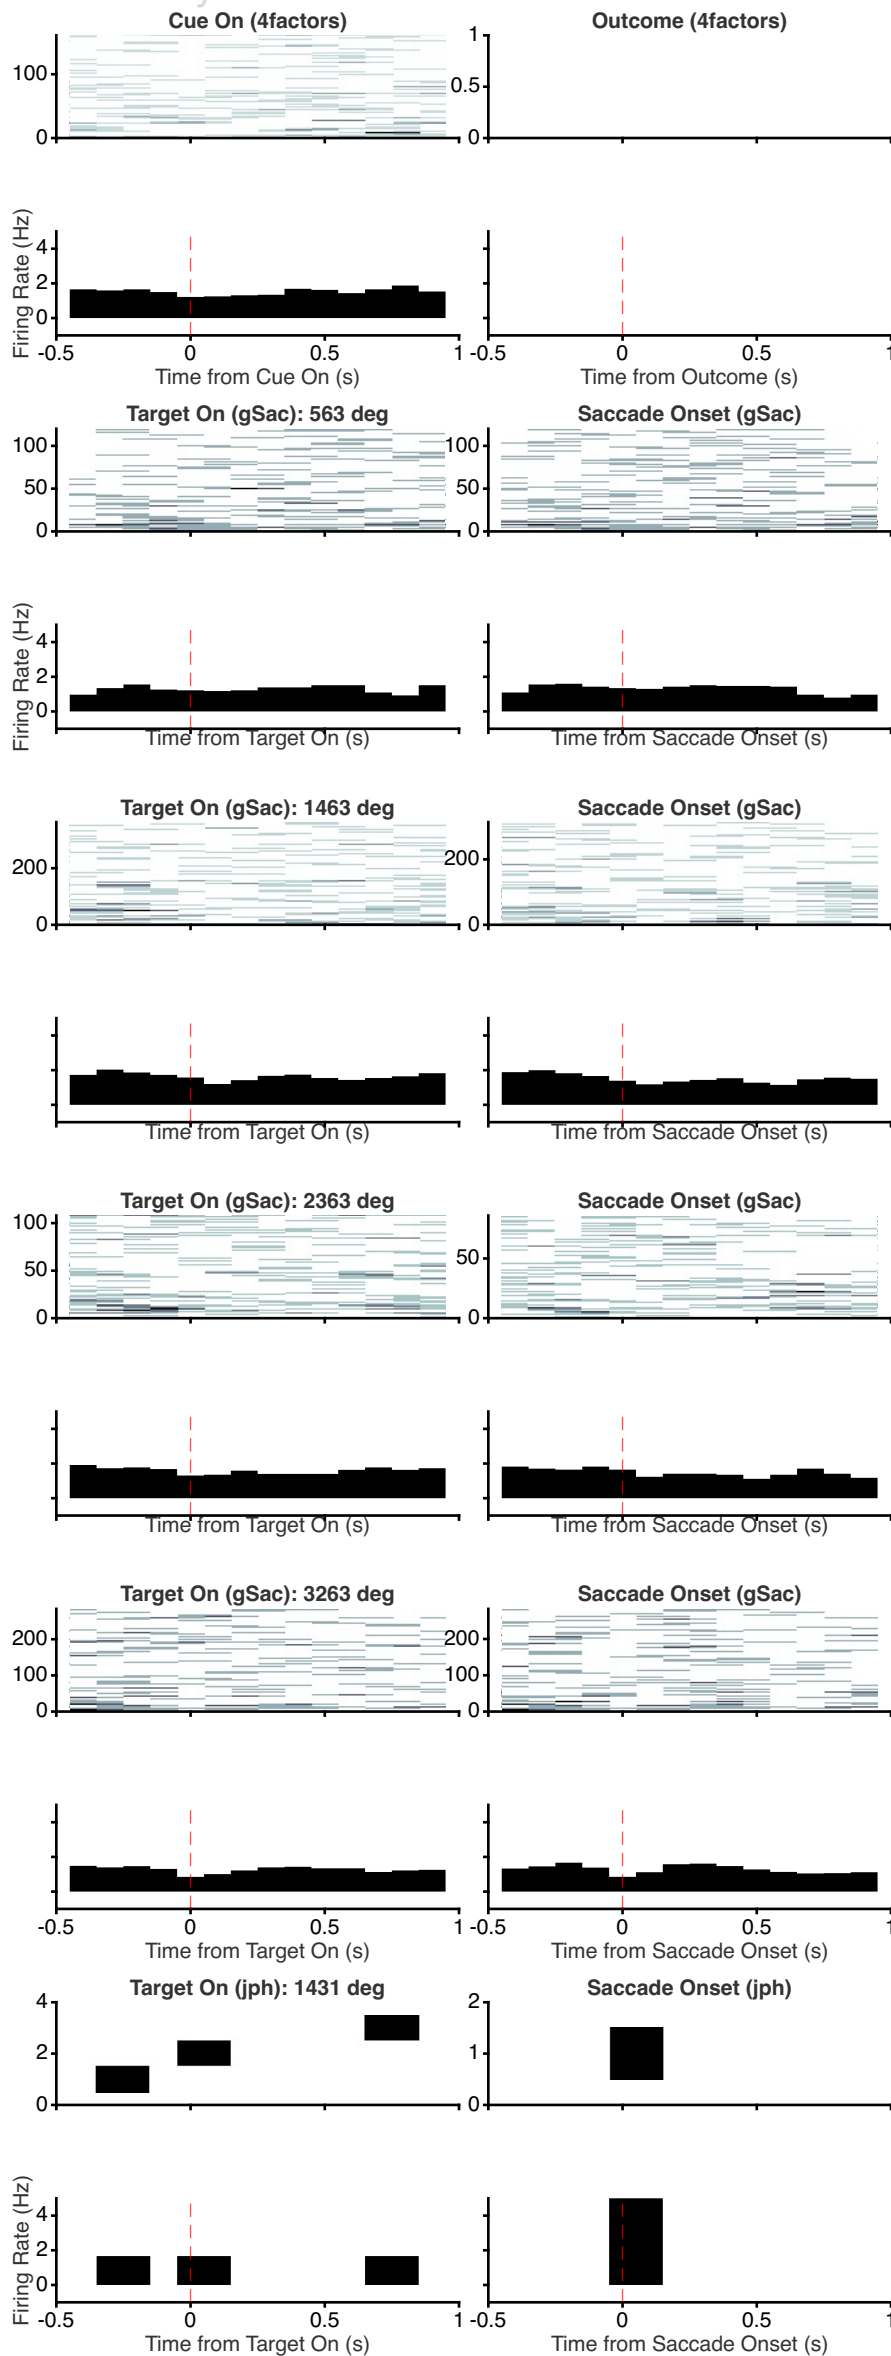 Cue On (4factors) Outcome (4factors)
100
0
1
0.5
0
Firing Rate (Hz)
4
2
0
-0.5 0 0.5 1 -0.5 0 0.5 1
Time from Cue On (s) Time from Outcome (s)
Target On (gSac): 563 deg Saccade Onset (gSac)
100
50
0
100
50
0
Firing Rate (Hz)
4
2
0
Time from Target On (s) Time from Saccade Onset (s)
Target On (gSac): 1463 deg Saccade Onset (gSac)
200
0
200
0
Time from Target On (s) Time from Saccade Onset (s)
Target On (gSac): 2363 deg Saccade Onset (gSac)
100
50
0
50
0
Time from Target On (s) Time from Saccade Onset (s)
Target On (gSac): 3263 deg Saccade Onset (gSac)
200
100
0
200
100
0
-0.5 0 0.5 1 -0.5 0 0.5 1
Time from Target On (s) Time from Saccade Onset (s)
Target On (jph): 1431 deg Saccade Onset (jph)
4
2
0
2
1
0
Firing Rate (Hz)
4
2
0
-0.5 0 0.5 1 -0.5 0 0.5 1
Time from Target On (s) Time from Saccade Onset (s)